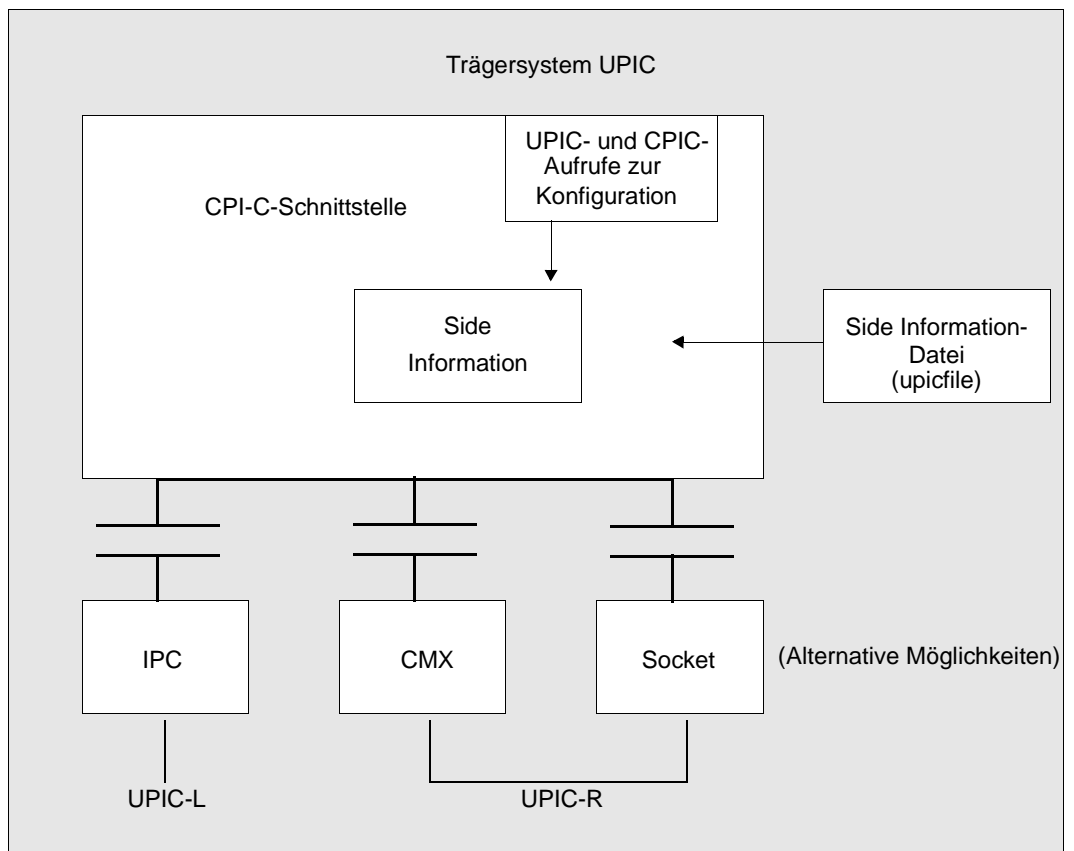 Trägersystem UPIC
UPIC- und CPIC-
Aufrufe zur
Konfiguration
CPI-C-Schnittstelle
Side
Information
Side Information-
Datei
(upicfile)
IPC
CMX
Socket
(Alternative Möglichkeiten)
UPIC-L
UPIC-R